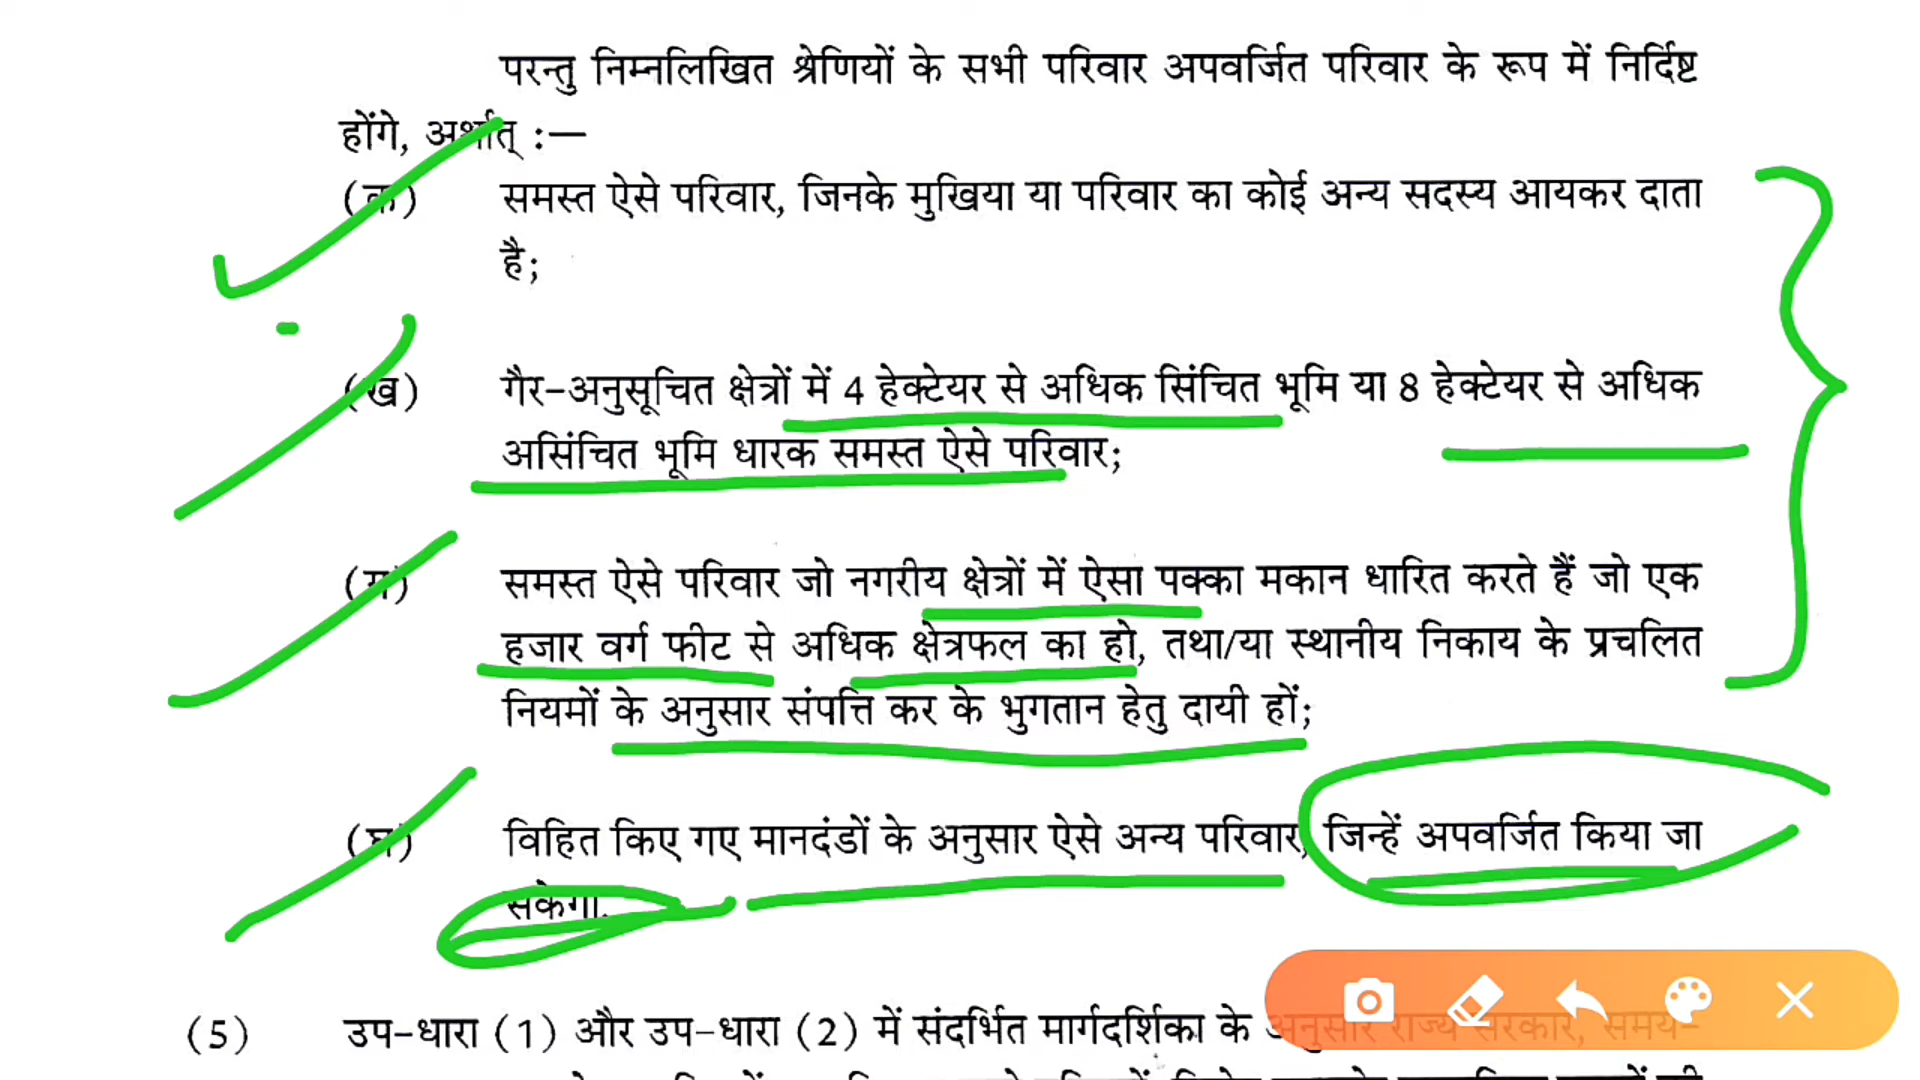 परन्तु निम्नलिखित श्रेणियों के सभी परिवार अपवर्जित परिवार के रूप में निर्दिष्ट
होंगे, अर्थात् :—
(क) समस्त ऐसे परिवार, जिनके मुखिया या परिवार का कोई अन्य सदस्य आयकर दाता
है;
(ख) गैर-अनुसूचित क्षेत्रों में 4 हेक्टेयर से अधिक सिंचित भूमि या 8 हेक्टेयर से अधिक
असिंचित भूमि धारक समस्त ऐसे परिवार;
(ग) समस्त ऐसे परिवार जो नगरीय क्षेत्रों में ऐसा पक्का मकान धारित करते हैं जो एक
हजार वर्ग फीट से अधिक क्षेत्रफल का हो, तथा/या स्थानीय निकाय के प्रचलित
नियमों के अनुसार संपत्ति कर के भुगतान हेतु दायी हों;
(घ) विहित किए गए मानदंडों के अनुसार ऐसे अन्य परिवार, जिन्हें अपवर्जित किया जा
सकेगा.
(5) उप-धारा (1) और उप-धारा (2) में संदर्भित मार्गदर्शिका के अनुसार राज्य सरकार, समय-